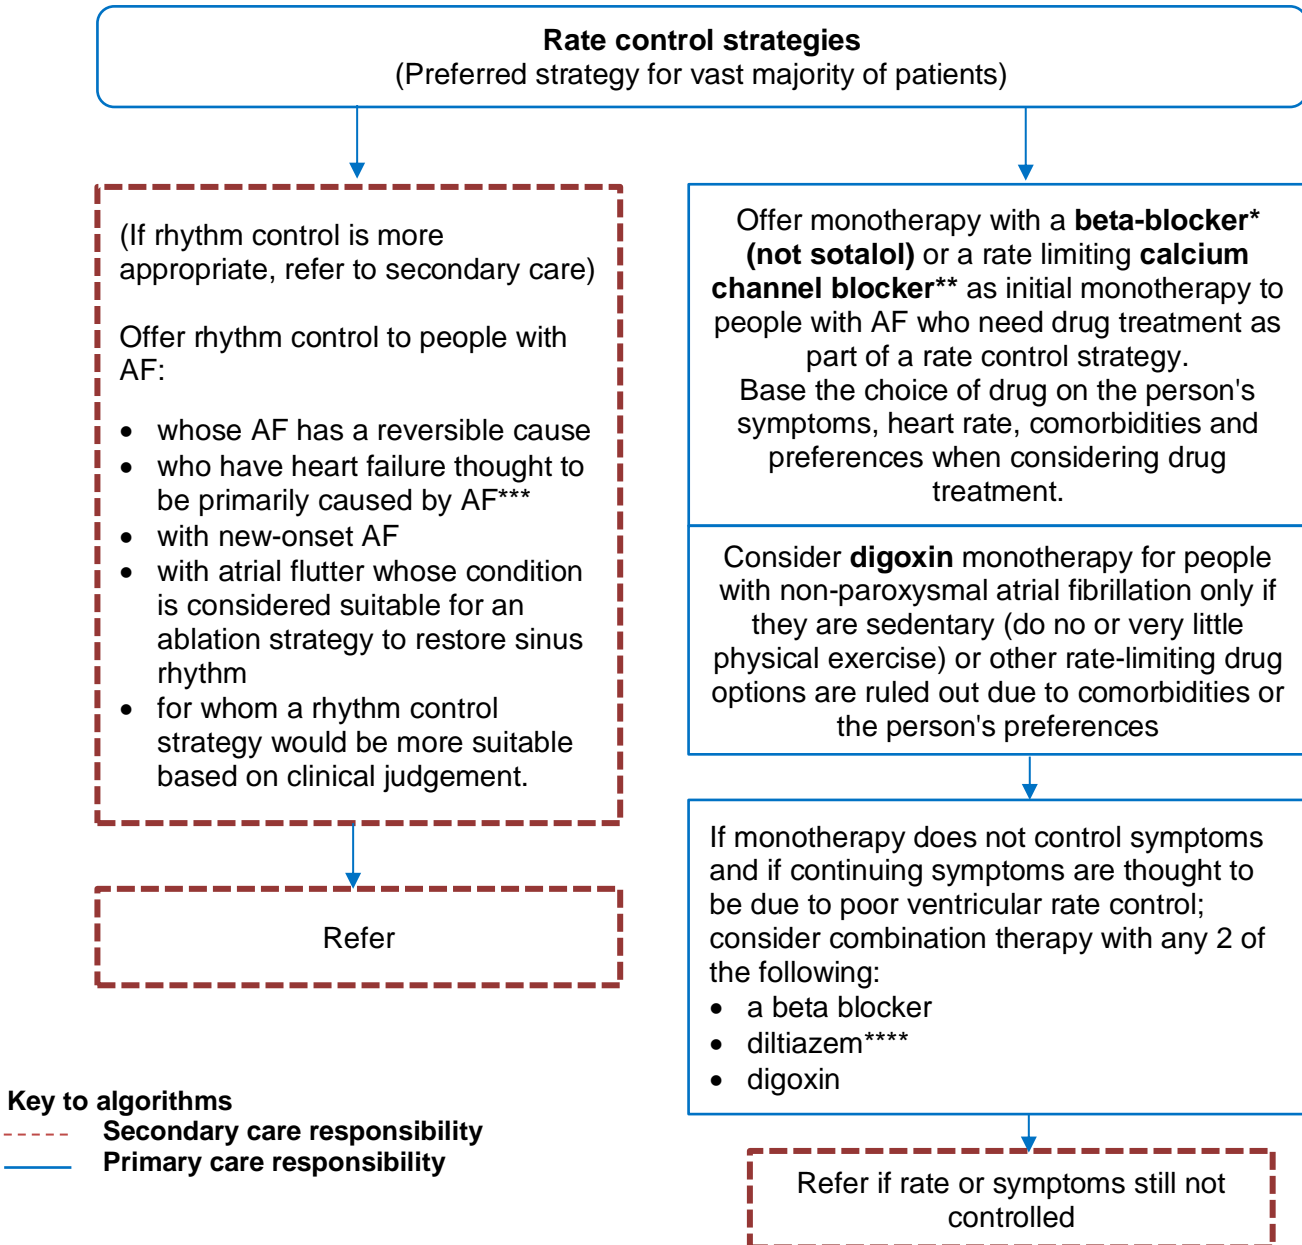 Rate control strategies
(Preferred strategy for vast majority of patients)
(If rhythm control is more
appropriate, refer to secondary care)
Offer rhythm control to people with
AF:
• whose AF has a reversible cause
• who have heart failure thought to
be primarily caused by AF***
• with new-onset AF
• with atrial flutter whose condition
is considered suitable for an
ablation strategy to restore sinus
rhythm
• for whom a rhythm control
strategy would be more suitable
based on clinical judgement.
Refer
Offer monotherapy with a beta-blocker*
(not sotalol) or a rate limiting calcium
channel blocker** as initial monotherapy to
people with AF who need drug treatment as
part of a rate control strategy.
Base the choice of drug on the person's
symptoms, heart rate, comorbidities and
preferences when considering drug
treatment.
Consider digoxin monotherapy for people
with non-paroxysmal atrial fibrillation only if
they are sedentary (do no or very little
physical exercise) or other rate-limiting drug
options are ruled out due to comorbidities or
the person's preferences
If monotherapy does not control symptoms
and if continuing symptoms are thought to
be due to poor ventricular rate control;
consider combination therapy with any 2 of
the following:
• a beta blocker
• diltiazem****
• digoxin
Refer if rate or symptoms still not
controlled
Key to algorithms
Secondary care responsibility
Primary care responsibility